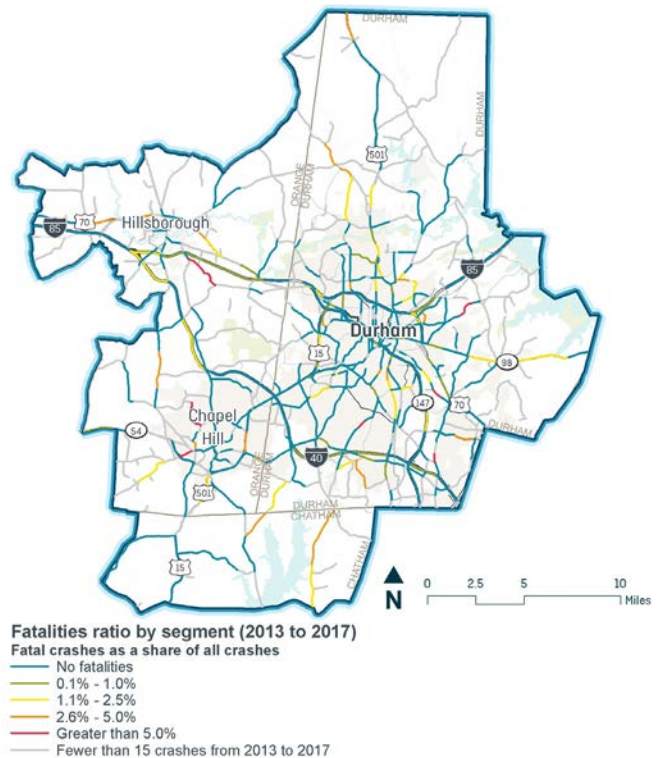 DURHAM
DURHAM
501
ORANGE
DURHAM
70
85
Hillsborough
85
Durham
15
98
Chapel
Hill
147
70
54
DURHAM
40
501
ORANGE
DURHAM
DURHAM
CHATHAM
15
CHATHAM
N
0 2.5 5 10
Miles
Fatalities ratio by segment (2013 to 2017)
Fatal crashes as a share of all crashes
No fatalities
0.1% - 1.0%
1.1% - 2.5%
2.6% - 5.0%
Greater than 5.0%
Fewer than 15 crashes from 2013 to 2017